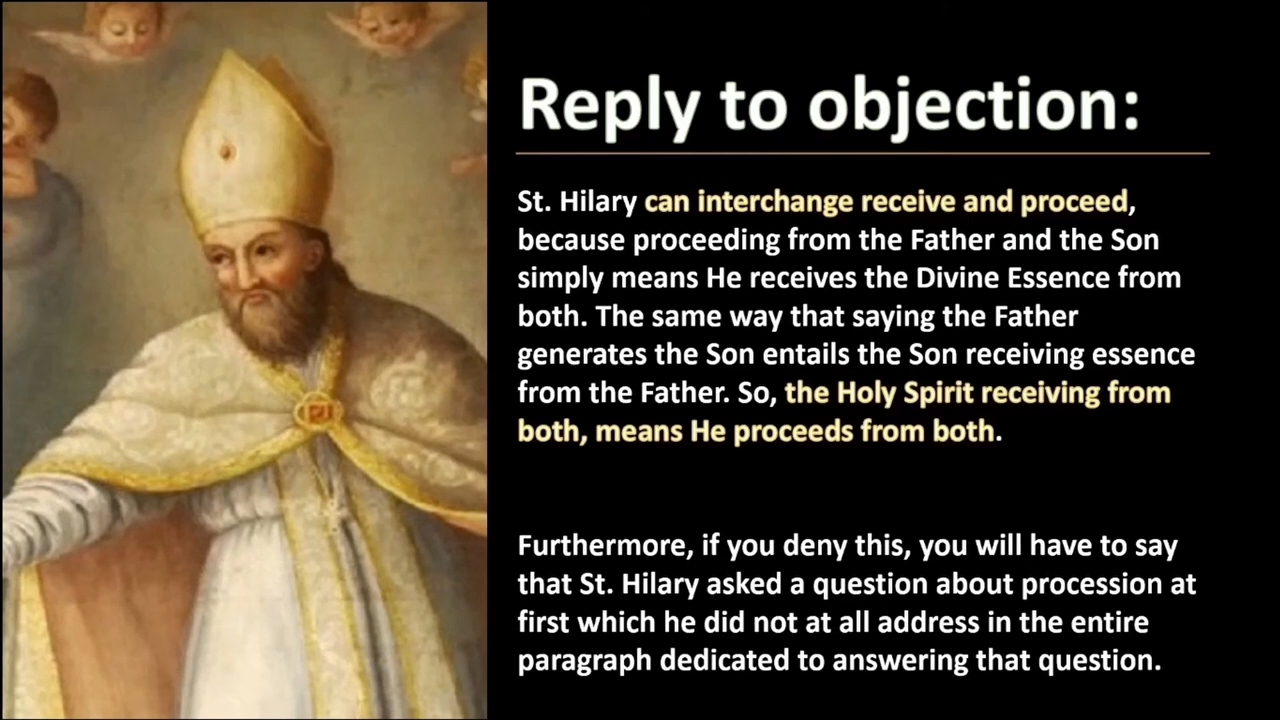 Reply to objection:
St. Hilary can interchange receive and proceed,
because proceeding from the Father and the Son
simply means He receives the Divine Essence from
both. The same way that saying the Father
generates the Son entails the Son receiving essence
from the Father. So, the Holy Spirit receiving from
both, means He proceeds from both.
Furthermore, if you deny this, you will have to say
that St. Hilary asked a question about procession at
first which he did not at all address in the entire
paragraph dedicated to answering that question.